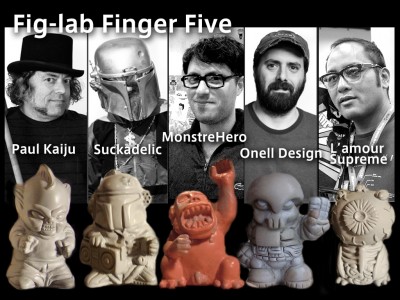 Fig-lab Finger Five
Paul Kaiju
Suckadelic
MonstreHero
Onell Design
L'amour
Supreme